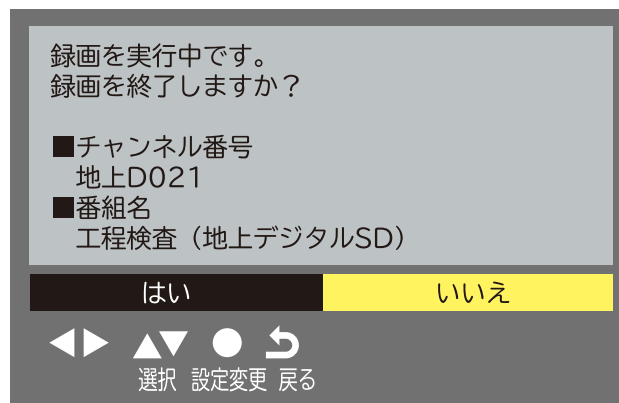 録画を実行中です。
録画を終了しますか？
■チャンネル番号
地上D021
■番組名
工程検査（地上デジタルSD）
はい いいえ
選択 設定変更 戻る